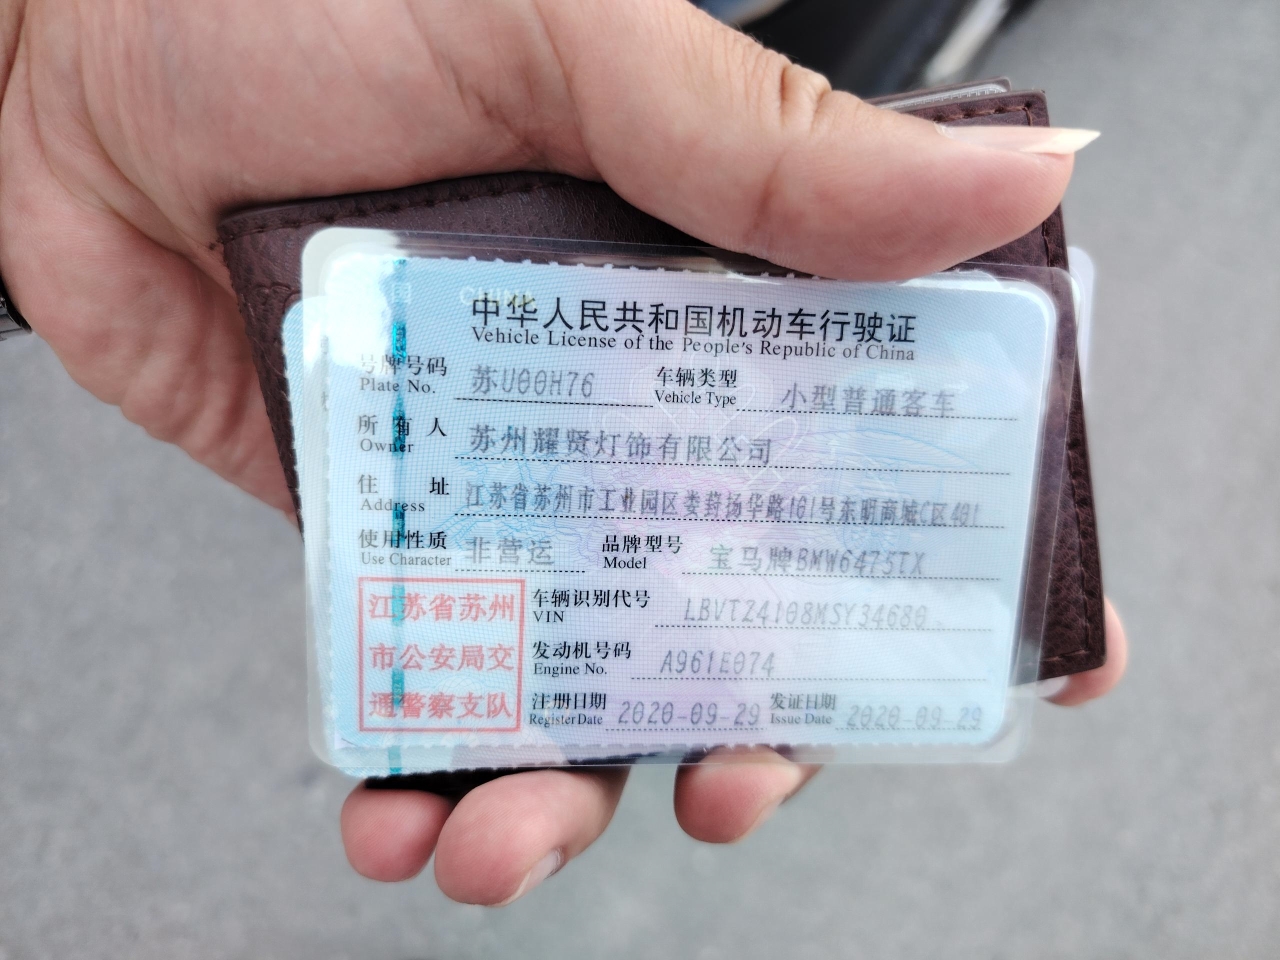 中华人民共和国机动车行驶证
Vehicle License of the People's Republic of China
号牌号码 苏U00H76 车辆类型 小型普通客车
Plate No. Vehicle Type
所有人 苏州耀贤灯饰有限公司
Owner
住址 江苏省苏州市工业园区娄葑扬华路101号东明商城C区401
Address
使用性质 非营运 品牌型号 宝马牌BMW6475TX
Use Character Model
江苏省苏州
市公安局交
通警察支队
车辆识别代号 LBVTZ4108MSY34680
VIN
发动机号码 A961E074
Engine No.
注册日期 2020-09-29 发证日期 2020-09-29
Register Date Issue Date